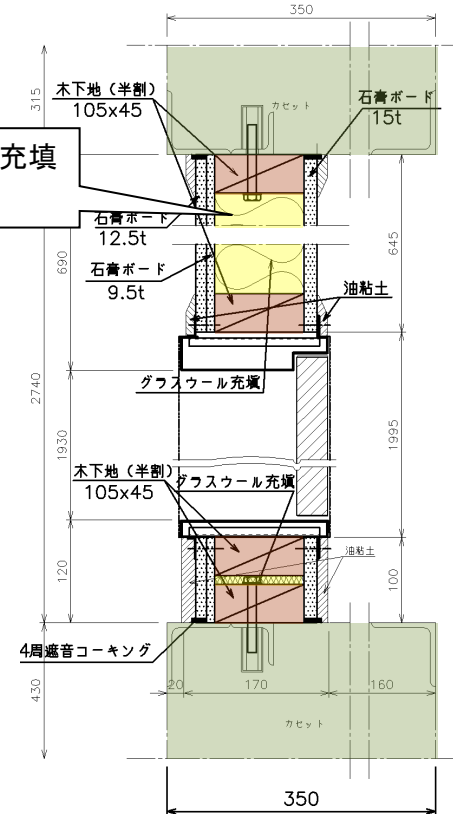 350
315
木下地（半割）
105x45
カセット
石膏ボード
15t
充填
石膏ボード
12.5t
石膏ボード
9.5t
690
645
油粘土
2740
グラスウール充填
1930
1995
木下地（半割）
105x45
グラスウール充填
油粘土
120
100
4周遮音コーキング
430
20
170
160
カセット
350